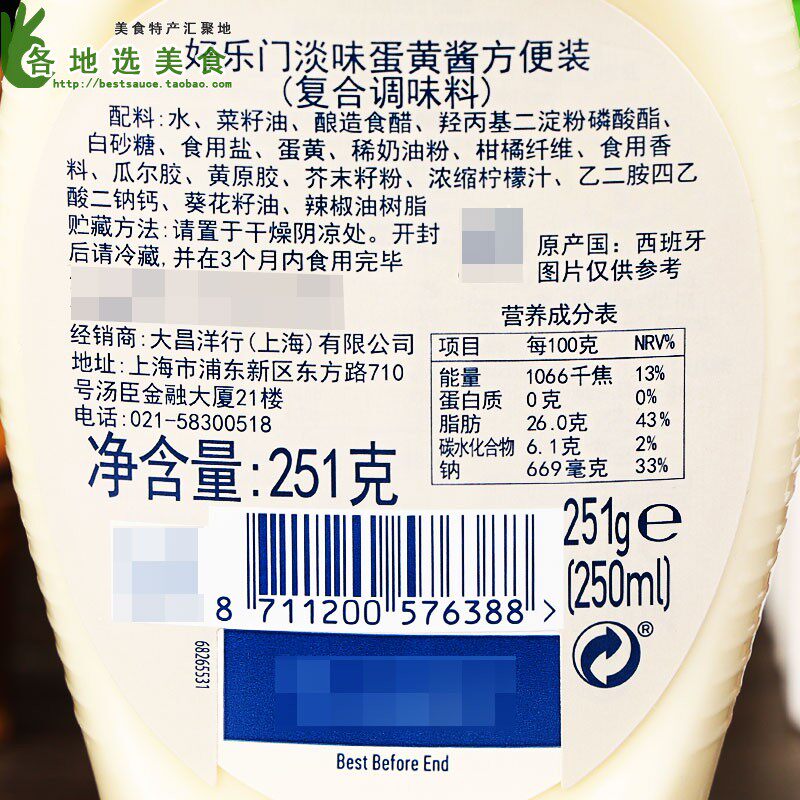 美食特产汇聚地
各地选美食
http://bestsauce.taobao.com
好乐门淡味蛋黄酱方便装
(复合调味料)
配料:水、菜籽油、酿造食醋、羟丙基二淀粉磷酸酯、
白砂糖、食用盐、蛋黄、稀奶油粉、柑橘纤维、食用香
料、瓜尔胶、黄原胶、芥末籽粉、浓缩柠檬汁、乙二胺四乙
酸二钠钙、葵花籽油、辣椒油树脂
贮藏方法:请置于干燥阴凉处。开封
后请冷藏,并在3个月内食用完毕
原产国：西班牙
图片仅供参考
经销商:大昌洋行(上海)有限公司
地址:上海市浦东新区东方路710
号汤臣金融大厦21楼
电话:021-58300518
净含量:251克
营养成分表
项目 每100克 NRV%
能量 1066千焦 13%
蛋白质 0克 0%
脂肪 26.0克 43%
碳水化合物 6.1克 2%
钠 669毫克 33%
251g e
(250ml)
8 711200 576388 >
68265531
®
Best Before End